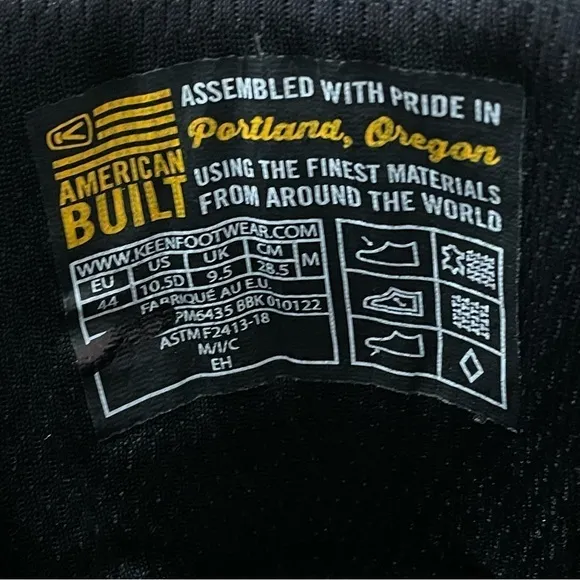 AMERICAN
BUILT
ASSEMBLED WITH PRIDE IN
Portland, Oregon
USING THE FINEST MATERIALS
FROM AROUND THE WORLD
WWW.KEENFOOTWEAR.COM
EU US UK CM M
44 10.5D 9.5 28.5
FABRIQUÉ AU E.U.
PM6435 BBK 010122
ASTM F2413-18
M/I/C
EH